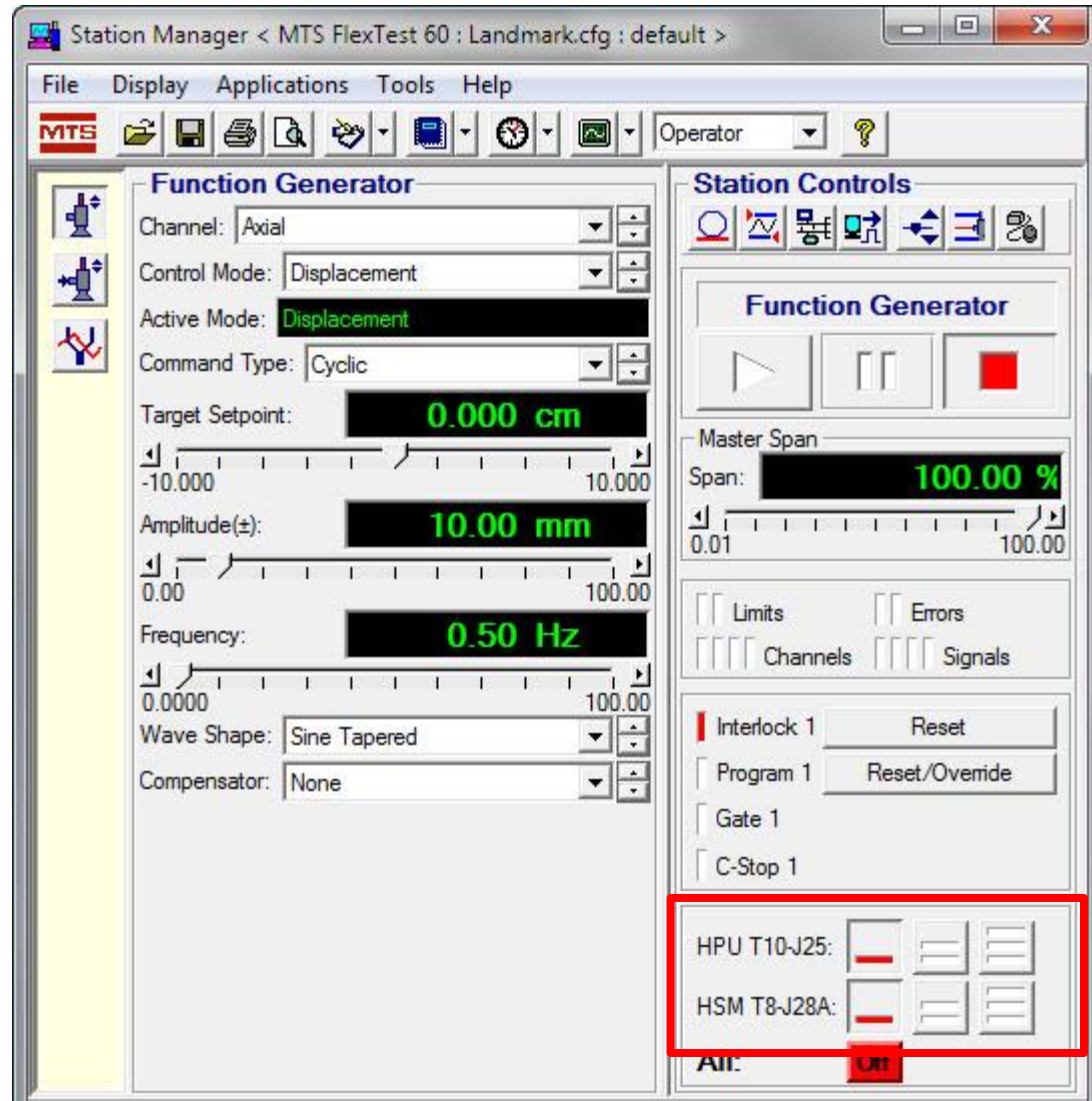 Station Manager < MTS FlexTest 60 : Landmark.cfg : default >
File Display Applications Tools Help
MTS Operator
Function Generator
Channel: Axial
Control Mode: Displacement
Active Mode: Displacement
Command Type: Cyclic
Target Setpoint: 0.000 cm
-10.000 10.000
Amplitude(±): 10.00 mm
0.00 100.00
Frequency: 0.50 Hz
0.0000 100.00
Wave Shape: Sine Tapered
Compensator: None
Station Controls
Function Generator
Master Span
Span: 100.00 %
0.01 100.00
Limits Errors
Channels Signals
Interlock 1 Reset
Program 1 Reset/Override
Gate 1
C-Stop 1
HPU T10-J25:
HSM T8-J28A:
All: Off